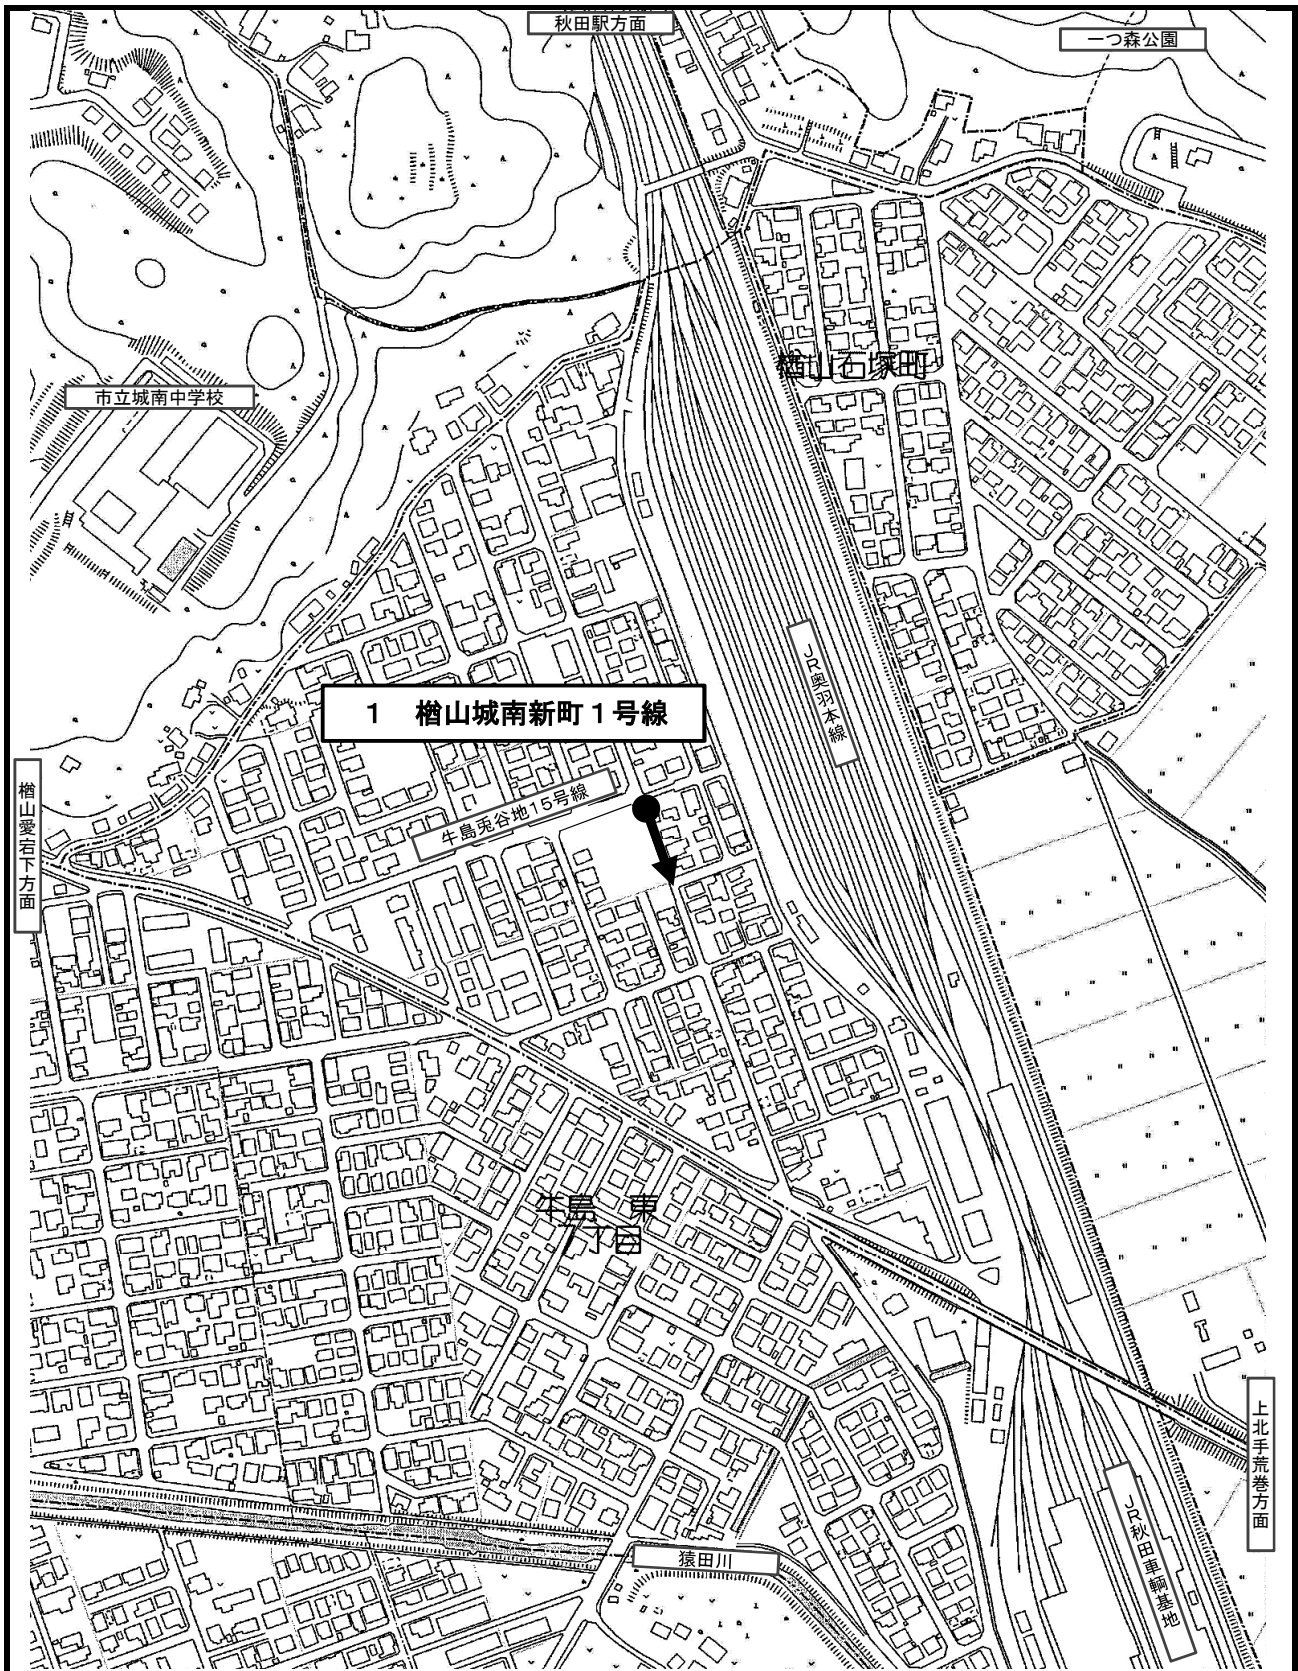 秋田駅方面
一つ森公園
楢山石塚町
市立城南中学校
JR奥羽本線
1 楢山城南新町1号線
牛島兎谷地15号線
楢山愛宕下方面
牛島 東
7丁目
上北手荒巻方面
JR秋田車輌基地
猿田川